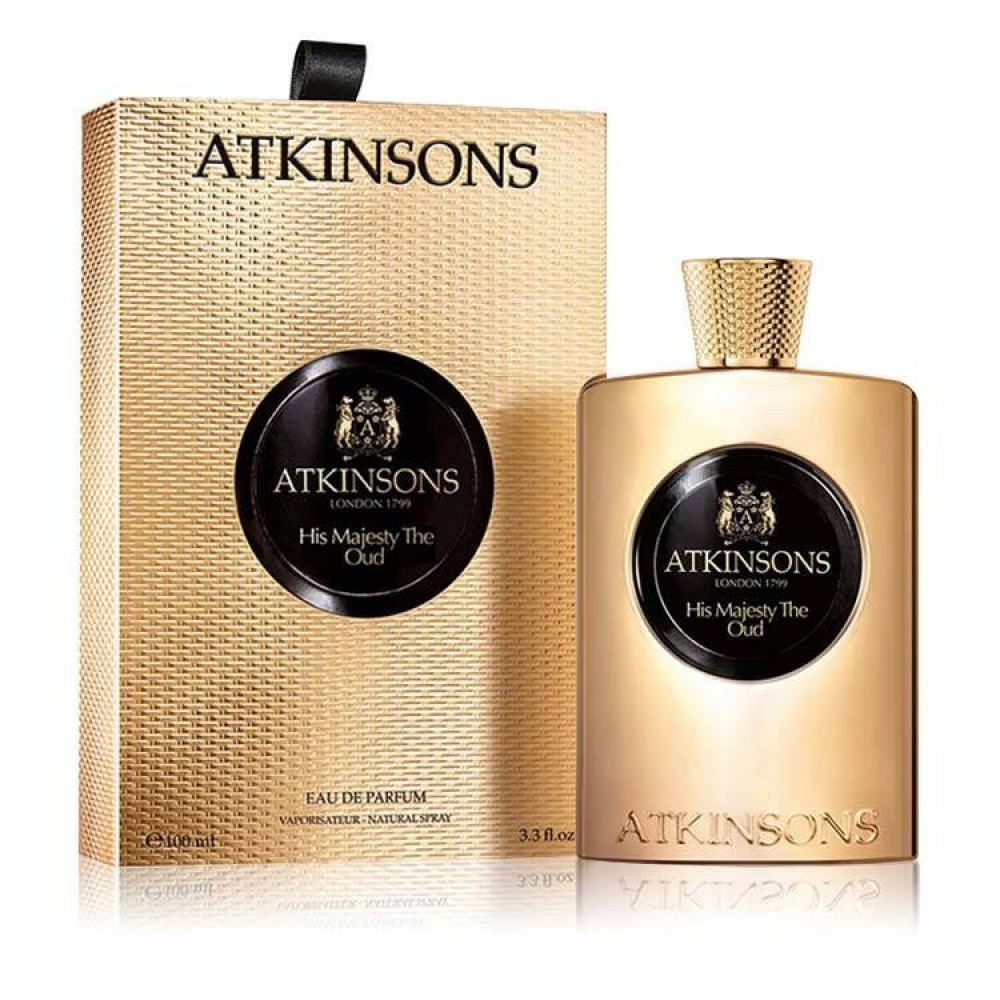 ATKINSONS
A
ATKINSONS
LONDON 1799
His Majesty The
Oud
EAU DE PARFUM
VAPORISATEUR - NATURAL SPRAY
℮100 ml
3.3 fl.oz
A
ATKINSONS
LONDON 1799
His Majesty The
Oud
ATKINSONS